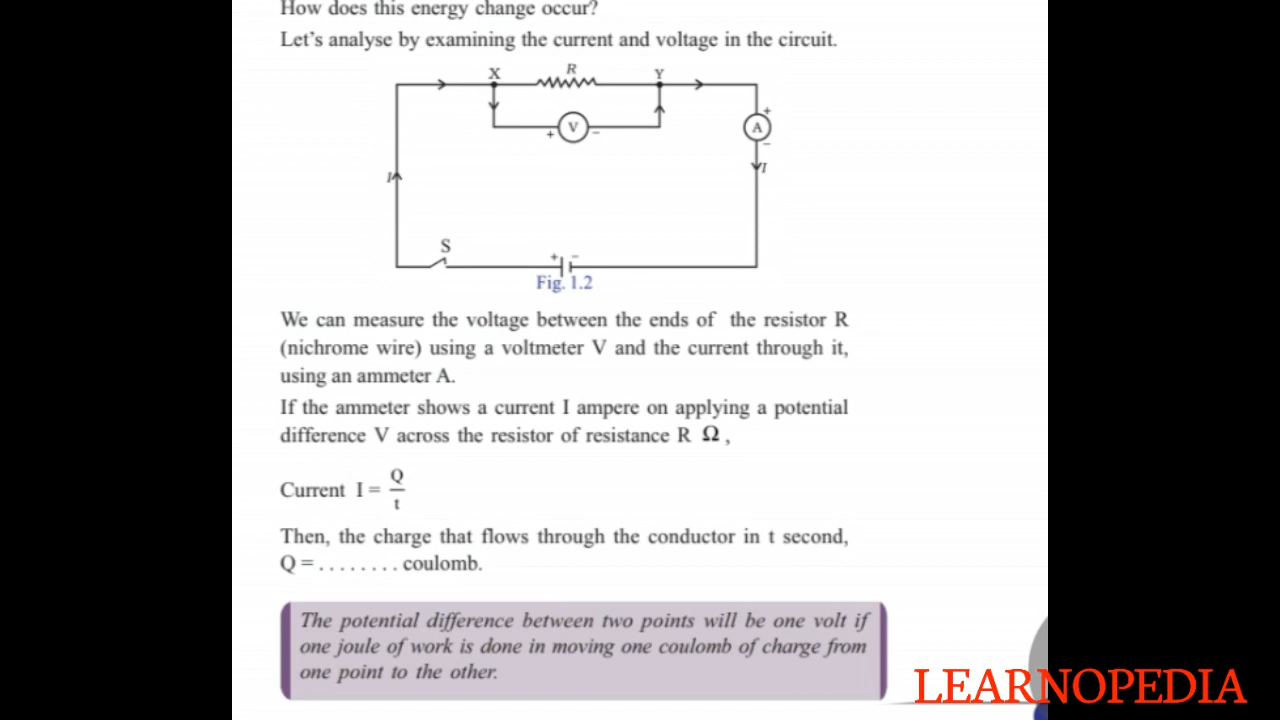 How does this energy change occur?
Let's analyse by examining the current and voltage in the circuit.
X R Y
+ V -
+
A
-
I
I
S
+ -
Fig. 1.2
We can measure the voltage between the ends of the resistor R
(nichrome wire) using a voltmeter V and the current through it,
using an ammeter A.
If the ammeter shows a current I ampere on applying a potential
difference V across the resistor of resistance R Ω ,
Current I = Q/t
Then, the charge that flows through the conductor in t second,
Q = . . . . . . . . coulomb.
The potential difference between two points will be one volt if
one joule of work is done in moving one coulomb of charge from
one point to the other.
LEARNOPEDIA